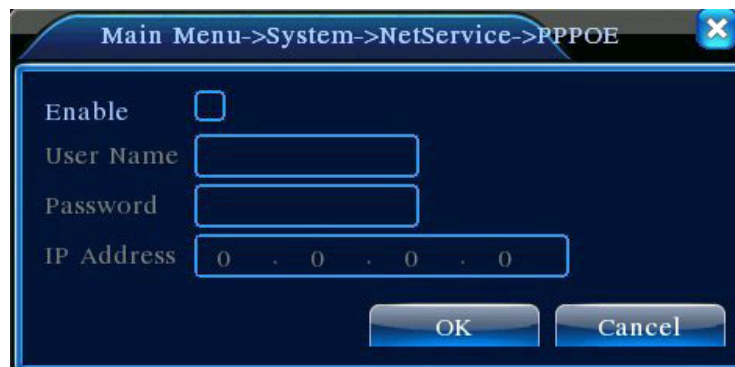 Main Menu->System->NetService->PPPOE
Enable
User Name
Password
IP Address 0 . 0 . 0 . 0
OK Cancel